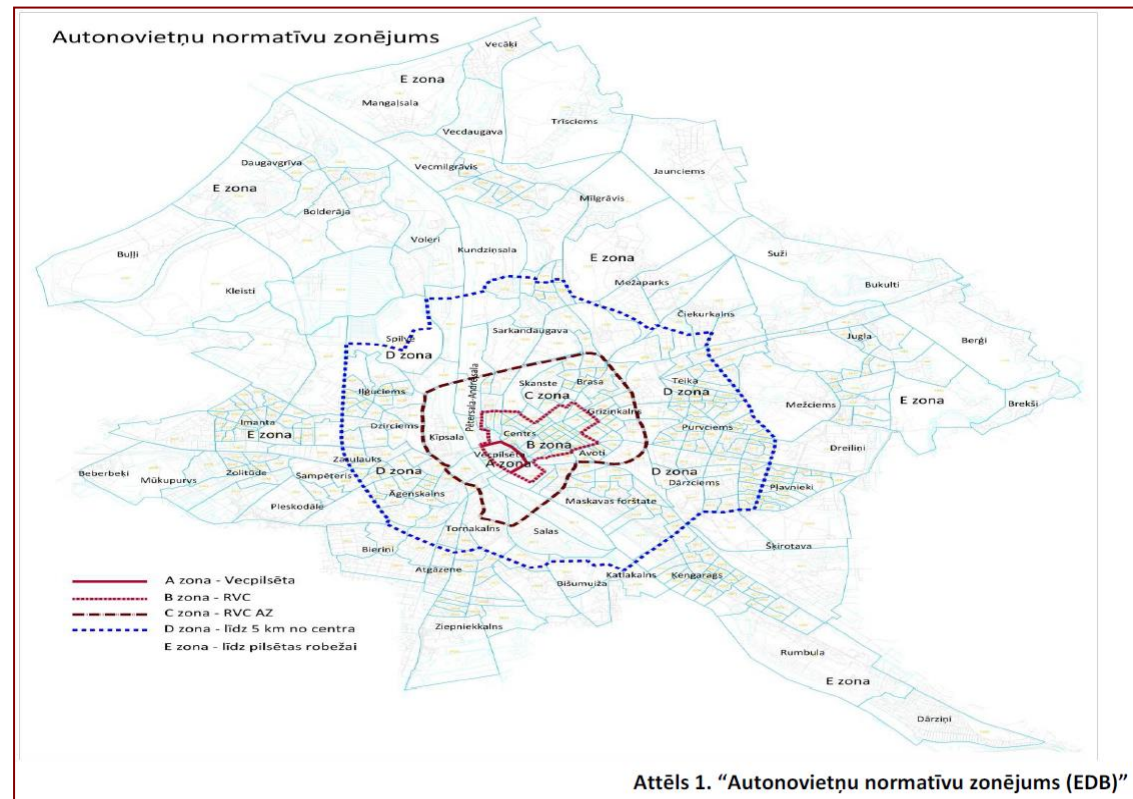 Autonovietņu normatīvu zonējums
Vecāķi
E zona
Mangaļsala
Trīsciems
Vecdaugava
Daugavgrīva
Vecmīlgrāvis
Jaunciems
E zona
Mīlgrāvis
Bolderāja
Voleri
Kundziņsala
Buļļi
E zona
Suži
Mežaparks
Bukulti
Kleisti
Čiekurkalns
Sarkandaugava
Spilve
Jugla
Berģi
D zona
Pētersala-Andrejsala
Skanste
Brasa
Teika
C zona
D zona
Iļģuciems
Grīziņkalns
Mežciems
E zona
Brekši
Imanta
Dzirciems
Ķīpsala
Centrs
Purvciems
E zona
B zona
Dreiliņi
Zasulauks
Vecpilsēta
Avoti
A zona
Beberbeķi
Mūkupurvs
Zolitūde
Sampēteris
D zona
D zona
Dārzciems
Pļavnieki
Āgenskalns
Pleskodāle
Maskavas forštate
Torņakalns
Salas
Bieriņi
Šķirotava
Atgāzene
Bišumuiža
Katlakalns
Ķengarags
Ziepniekkalns
Rumbula
E zona
Dārziņi
A zona - Vecpilsēta
B zona - RVC
C zona - RVC AZ
D zona - līdz 5 km no centra
E zona - līdz pilsētas robežai
Attēls 1. “Autonovietņu normatīvu zonējums (EDB)”